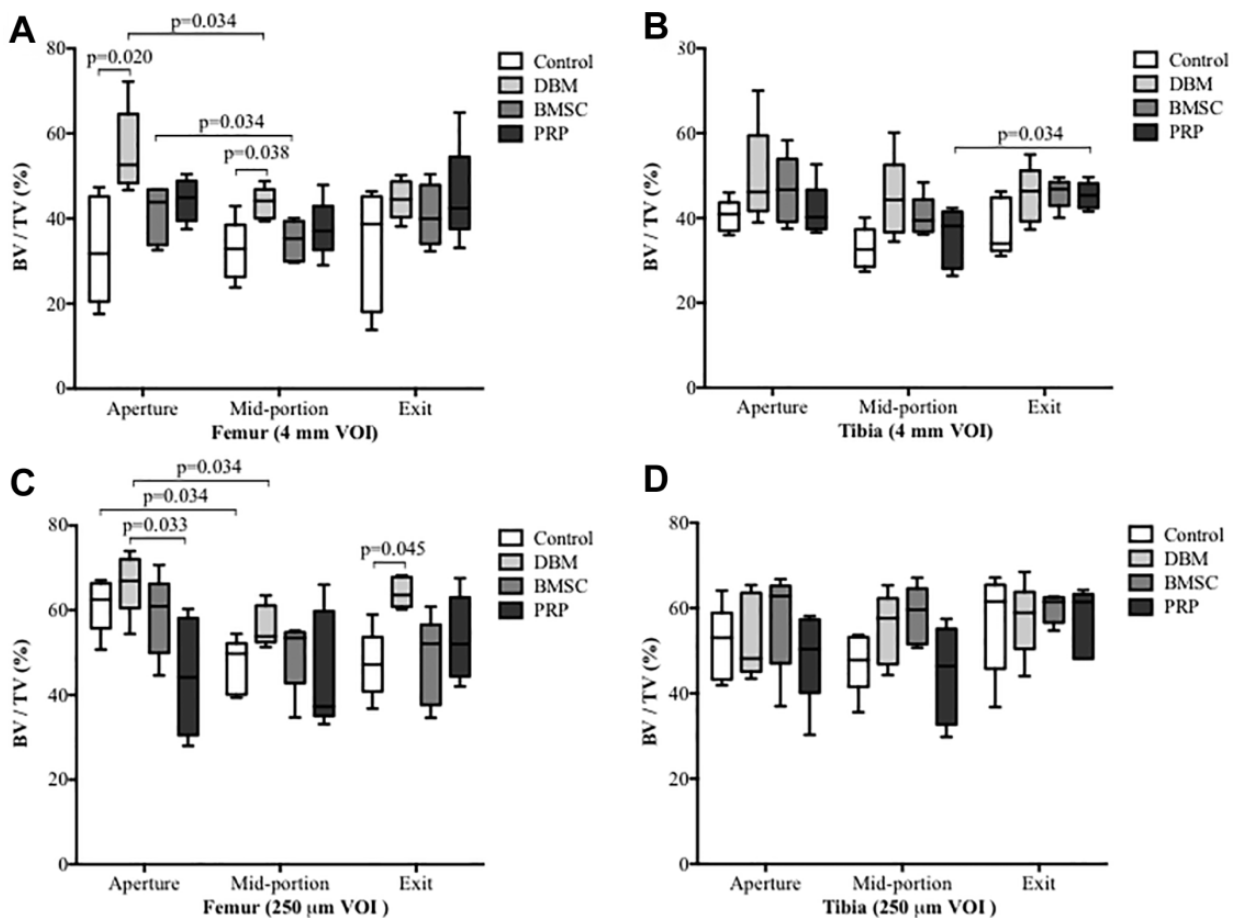 A
p=0.034
p=0.020
p=0.034
p=0.038
80
60
40
20
0
BV / TV (%)
Control
DBM
BMSC
PRP
Aperture Mid-portion Exit
Femur (4 mm VOI)
B
p=0.034
30
60
40
20
0
BV / TV (%)
Control
DBM
BMSC
PRP
Aperture Mid-portion Exit
Tibia (4 mm VOI)
C
p=0.034
p=0.034
p=0.033
p=0.045
80
60
40
20
0
BV / TV (%)
Control
DBM
BMSC
PRP
Aperture Mid-portion Exit
Femur (250 μm VOI )
D
80
60
40
20
0
BV / TV (%)
Control
DBM
BMSC
PRP
Aperture Mid-portion Exit
Tibia (250 μm VOI )